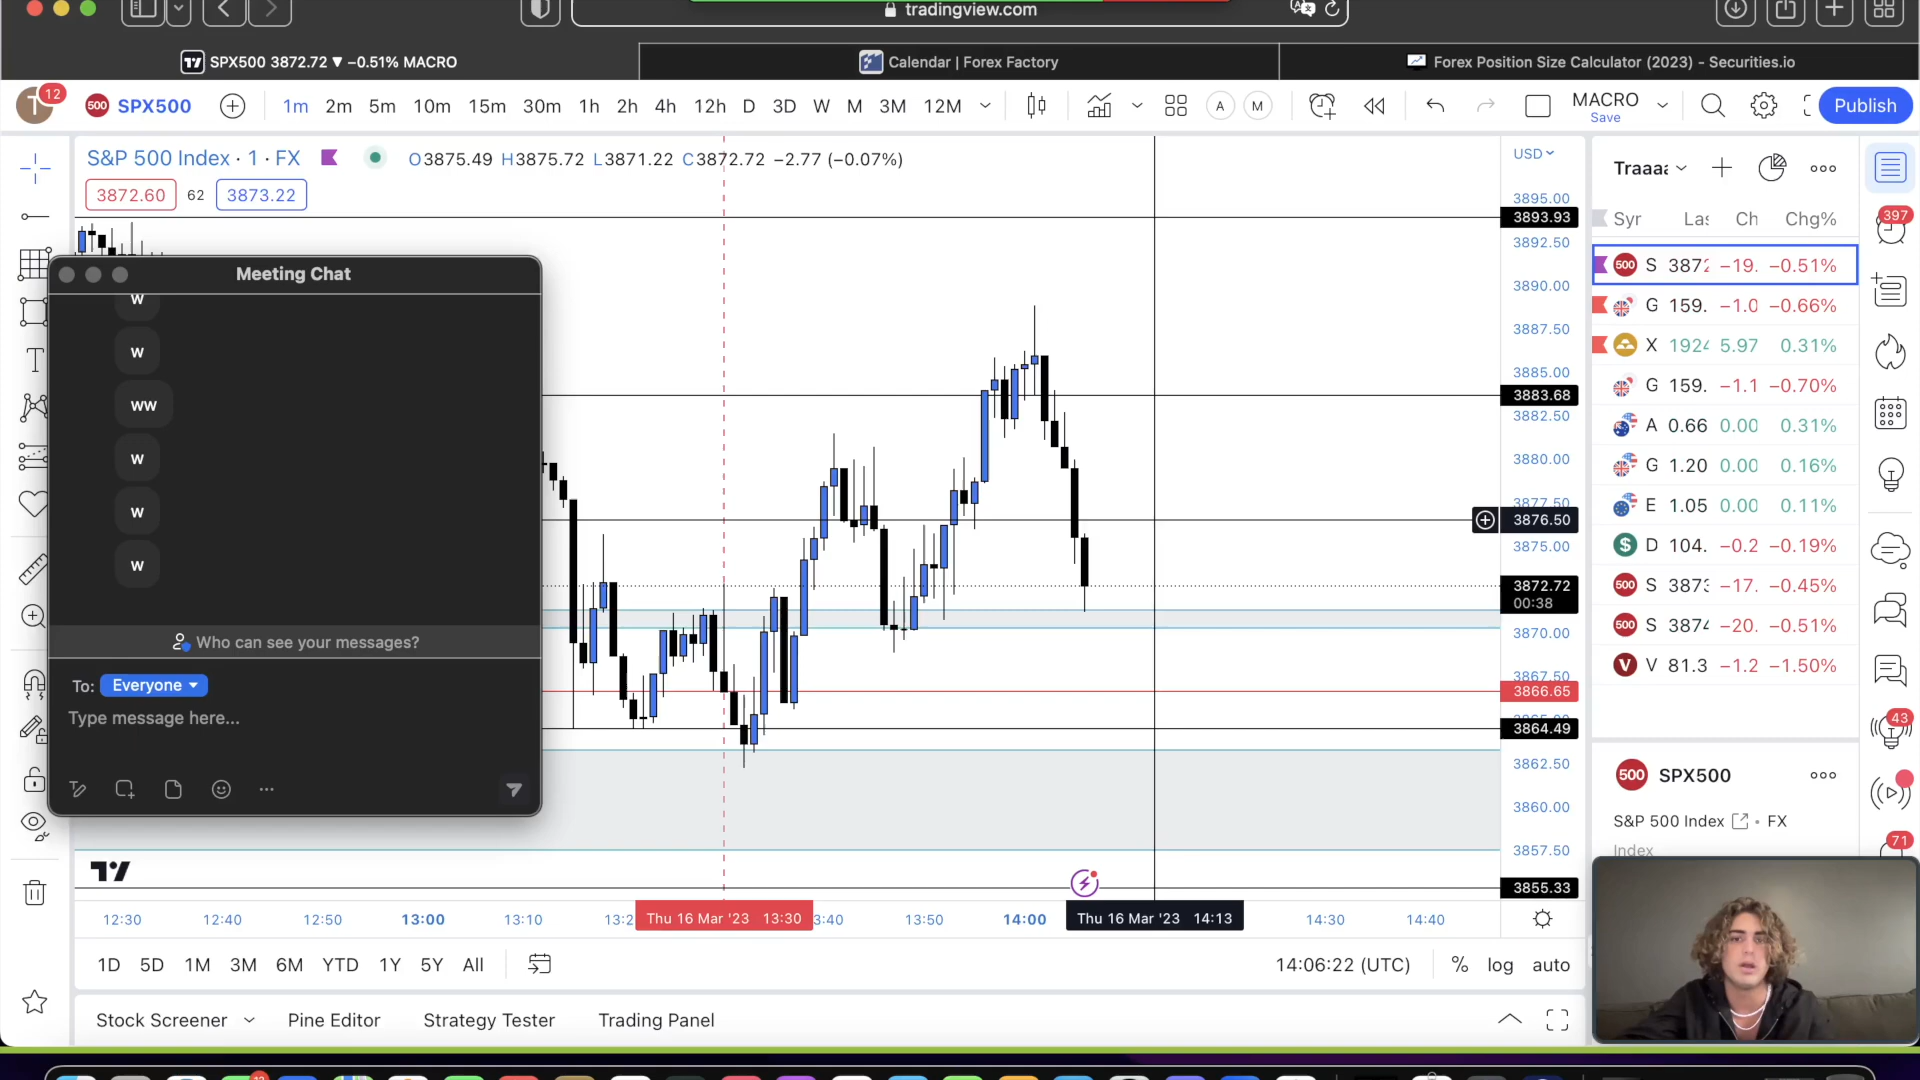 tradingview.com
SPX500 3872.72 ▼ −0.51% MACRO
Calendar | Forex Factory
Forex Position Size Calculator (2023) - Securities.io
T 12
500 SPX500
1m 2m 5m 10m 15m 30m 1h 2h 4h 12h D 3D W M 3M 12M
A M
MACRO
Save
Publish
S&P 500 Index · 1 · FX
O3875.49 H3875.72 L3871.22 C3872.72 −2.77 (−0.07%)
3872.60 62 3873.22
USD
3895.00
3893.93
3892.50
3890.00
3887.50
3885.00
3883.68
3882.50
3880.00
3877.50
3876.50
3875.00
3872.72
00:38
3870.00
3867.50
3866.65
3864.49
3862.50
3860.00
3857.50
3855.33
Meeting Chat
W
W
WW
W
W
W
Who can see your messages?
To: Everyone
Type message here...
12:30 12:40 12:50 13:00 13:10 13:2 Thu 16 Mar '23 13:30 3:40 13:50 14:00 Thu 16 Mar '23 14:13 14:30 14:40
1D 5D 1M 3M 6M YTD 1Y 5Y All
14:06:22 (UTC) % log auto
Stock Screener Pine Editor Strategy Tester Trading Panel
Traaa
Syr Las Ch Chg%
500 S 3872 −19. −0.51%
G 159. −1.0 −0.66%
X 1924 5.97 0.31%
G 159. −1.1 −0.70%
A 0.66 0.00 0.31%
G 1.20 0.00 0.16%
E 1.05 0.00 0.11%
$ D 104. −0.2 −0.19%
500 S 3873 −17. −0.45%
500 S 3874 −20. −0.51%
V V 81.3 −1.2 −1.50%
500 SPX500
S&P 500 Index • FX
Index
397
43
71